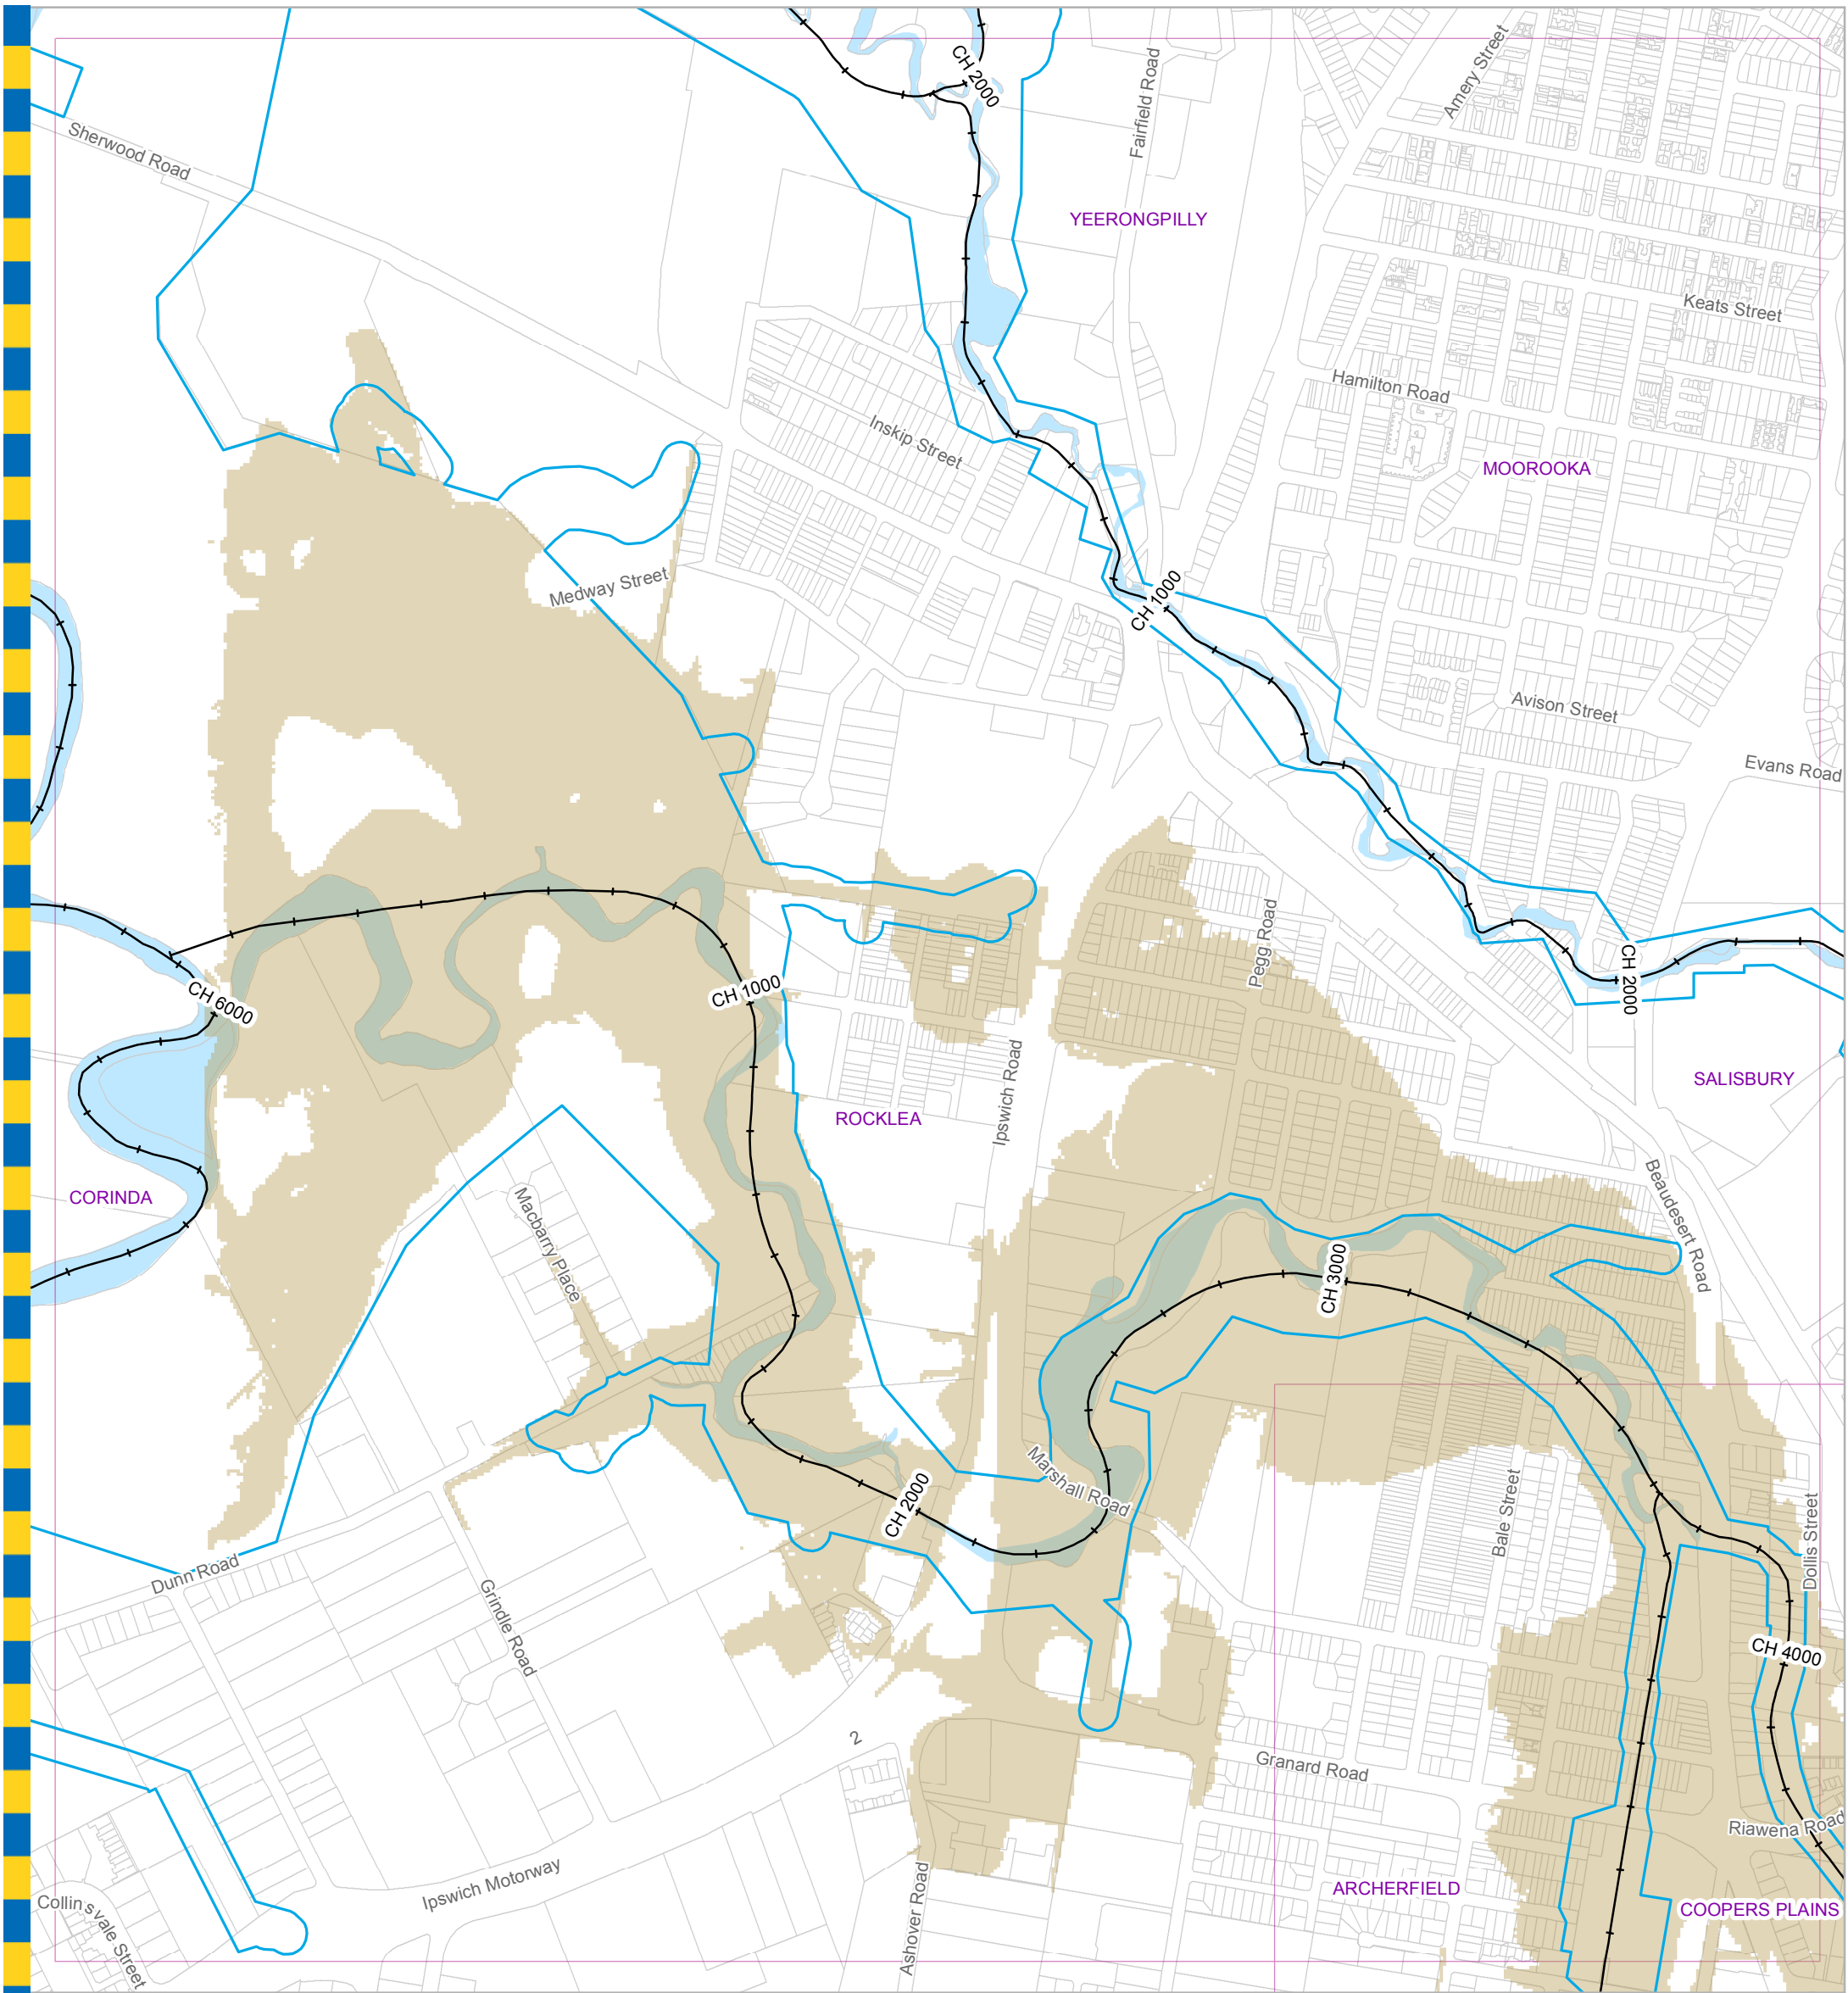 CH 2000
Fairfield Road
Amery Street
Sherwood Road
YEERONGPILLY
Keats Street
Hamilton Road
Inskip Street
MOOROOKA
Medway Street
CH 1000
Avison Street
Evans Road
Pegg Road
CH 6000
CH 1000
CH 2000
Ipswich Road
SALISBURY
ROCKLEA
CORINDA
Macbarry Place
Beaudesert Road
CH 3000
Marshall Road
CH 2000
Bale Street
Dollis Street
Dunn Road
Grindle Road
CH 4000
2
Granard Road
Riawena Road
Ipswich Motorway
ARCHERFIELD
Collinsvale Street
Ashover Road
COOPERS PLAINS